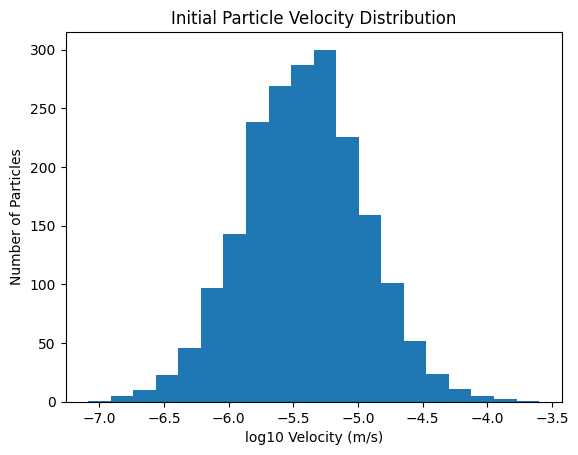 Initial Particle Velocity Distribution
Number of Particles
300
250
200
150
100
50
0
−7.0 −6.5 −6.0 −5.5 −5.0 −4.5 −4.0 −3.5
log10 Velocity (m/s)